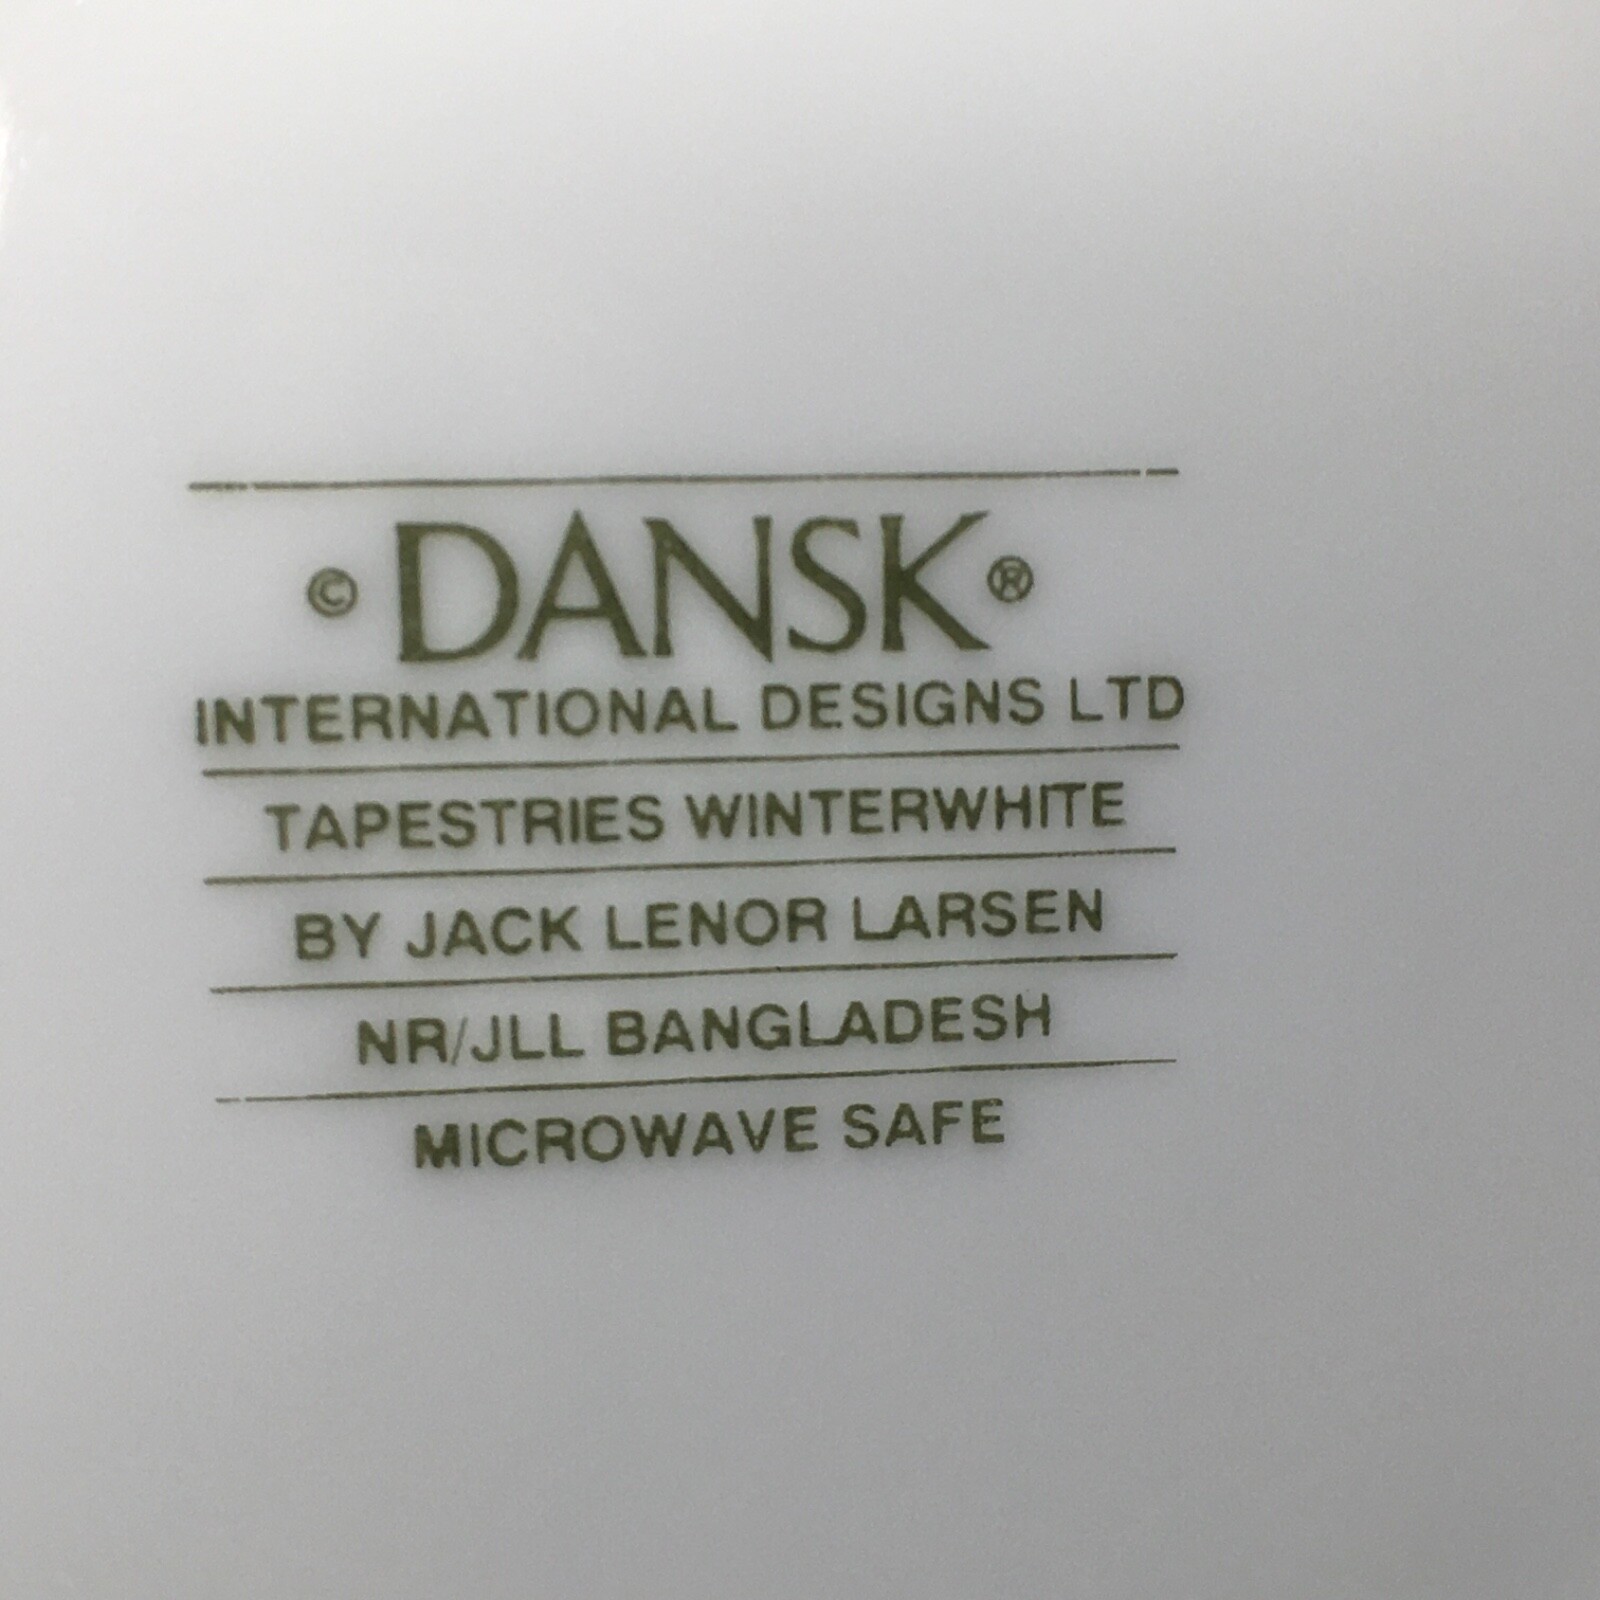 © DANSK ®
INTERNATIONAL DESIGNS LTD
TAPESTRIES WINTERWHITE
BY JACK LENOR LARSEN
NR/JLL BANGLADESH
MICROWAVE SAFE